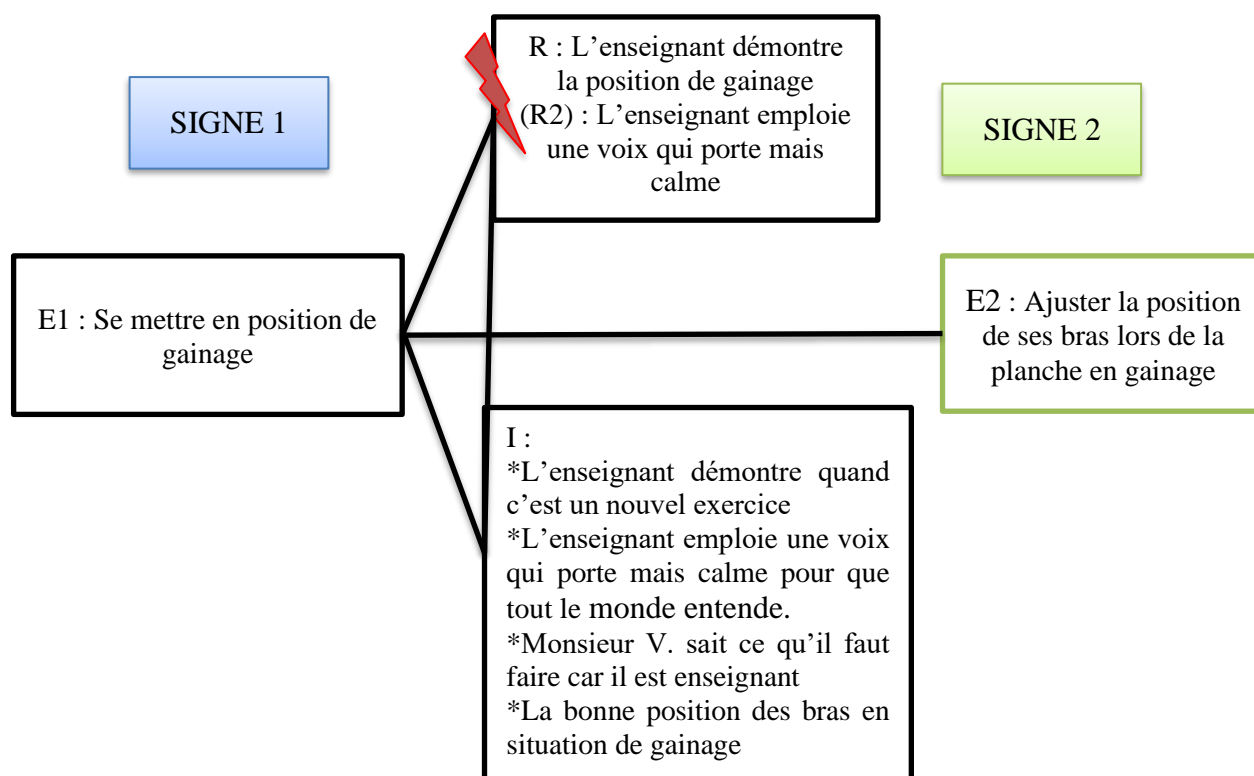 R : L’enseignant démontre
la position de gainage
(R2) : L’enseignant emploie
une voix qui porte mais
calme
SIGNE 1
SIGNE 2
E1 : Se mettre en position de
gainage
E2 : Ajuster la position
de ses bras lors de la
planche en gainage
I :
*L’enseignant démontre quand
c’est un nouvel exercice
*L’enseignant emploie une voix
qui porte mais calme pour que
tout le monde entende.
*Monsieur V. sait ce qu’il faut
faire car il est enseignant
*La bonne position des bras en
situation de gainage